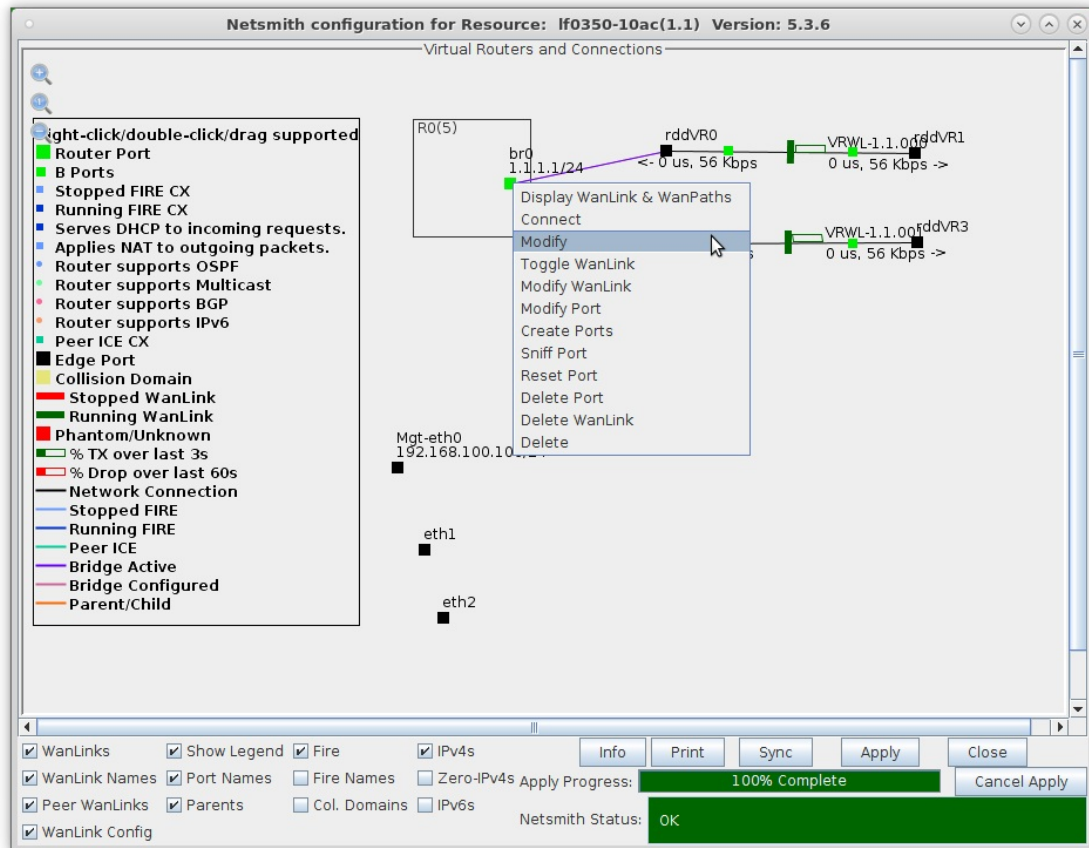 Netsmith configuration for Resource:  lf0350-10ac(1.1)  Version: 5.3.6
Virtual Routers and Connections
ight-click/double-click/drag supported
Router Port
B Ports
Stopped FIRE CX
Running FIRE CX
Serves DHCP to incoming requests.
Applies NAT to outgoing packets.
Router supports OSPF
Router supports Multicast
Router supports BGP
Router supports IPv6
Peer ICE CX
Edge Port
Collision Domain
Stopped WanLink
Running WanLink
Phantom/Unknown
% TX over last 3s
% Drop over last 60s
Network Connection
Stopped FIRE
Running FIRE
Peer ICE
Bridge Active
Bridge Configured
Parent/Child
R0(5)
br0
1.1.1.1/24
rddVR0
<- 0 us, 56 Kbps
VRWL-1.1.000
0 us, 56 Kbps ->
rddVR1
VRWL-1.1.001
0 us, 56 Kbps ->
rddVR3
Display WanLink & WanPaths
Connect
Modify
Toggle WanLink
Modify WanLink
Modify Port
Create Ports
Sniff Port
Reset Port
Delete Port
Delete WanLink
Delete
Mgt-eth0
eth1
eth2
WanLinks
Show Legend
Fire
IPv4s
Info
Print
Sync
Apply
Close
WanLink Names
Port Names
Fire Names
Zero-IPv4s
Apply Progress:
100% Complete
Cancel Apply
Peer WanLinks
Parents
Col. Domains
IPv6s
Netsmith Status:
OK
WanLink Config